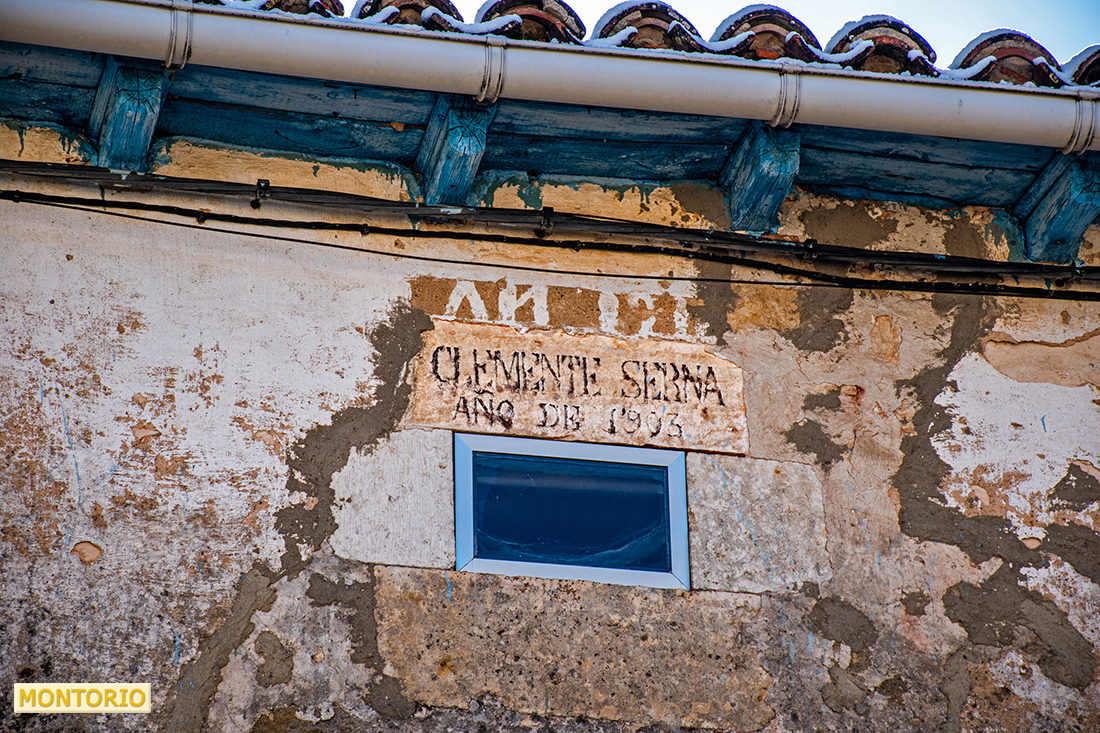 CLEMENTE SERNA
AÑO DE 1903
MONTORIO